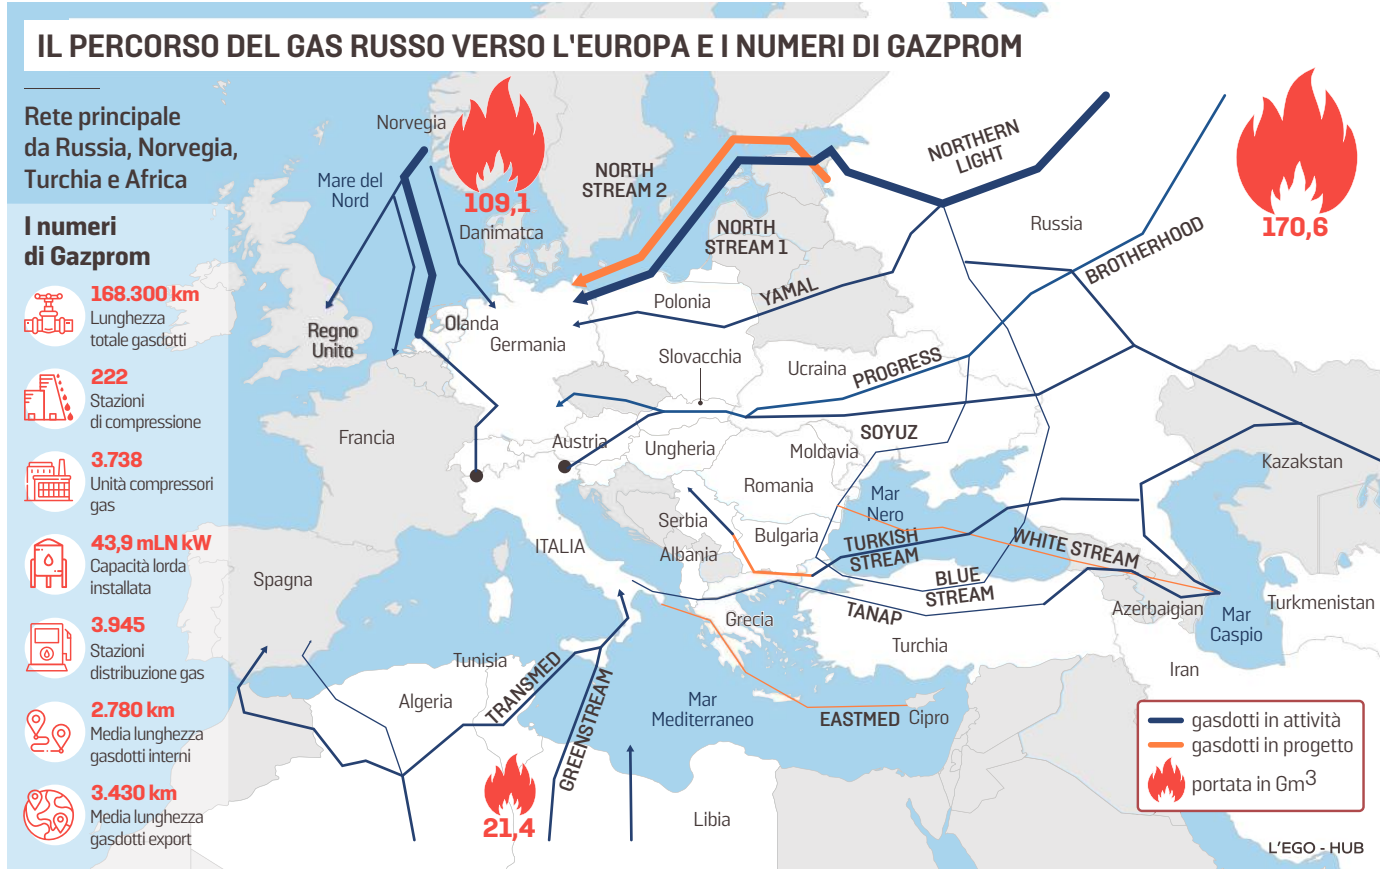 IL PERCORSO DEL GAS RUSSO VERSO L'EUROPA E I NUMERI DI GAZPROM
Rete principale
da Russia, Norvegia,
Turchia e Africa
I numeri
di Gazprom
168.300 km
Lunghezza
totale gasdotti
222
Stazioni
di compressione
3.738
Unità compressori
gas
43,9 mLN kW
Capacità lorda
installata
3.945
Stazioni
distribuzione gas
2.780 km
Media lunghezza
gasdotti interni
3.430 km
Media lunghezza
gasdotti export
Norvegia
109,1
Mare del
Nord
Danimatca
NORTH
STREAM 2
NORTH
STREAM 1
NORTHERN
LIGHT
Russia
170,6
BROTHERHOOD
YAMAL
Polonia
Regno
Unito
Olanda
Germania
Slovacchia
Ucraina
PROGRESS
Francia
Austria
Ungheria
Moldavia
SOYUZ
Romania
Mar
Nero
Kazakstan
Serbia
Bulgaria
Albania
ITALIA
TURKISH
STREAM
WHITE STREAM
BLUE
STREAM
Spagna
TANAP
Grecia
Turchia
Azerbaigian
Mar
Caspio
Turkmenistan
Iran
Tunisia
Algeria
TRANSMED
GREENSTREAM
Mar
Mediterraneo
EASTMED
Cipro
21,4
Libia
gasdotti in attività
gasdotti in progetto
portata in Gm3
L'EGO - HUB